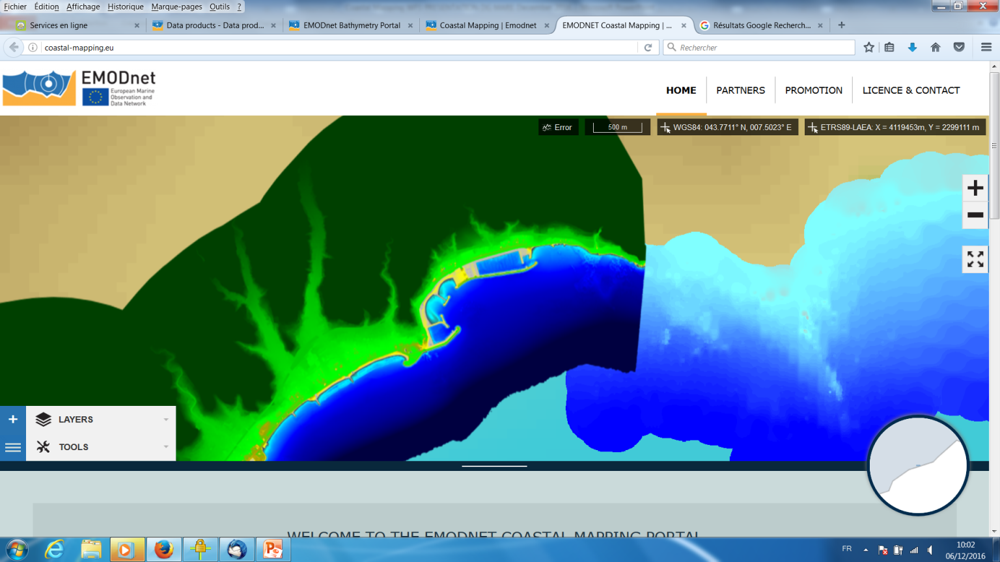 Fichier Édition Affichage Historique Marque-pages Outils ?
Services en ligne
Data products - Data prod...
EMODnet Bathymetry Portal
Coastal Mapping | Emodnet
EMODNET Coastal Mapping | ...
Résultats Google Recherch...
coastal-mapping.eu
Rechercher
EMODnet
European Marine
Observation and
Data Network
HOME
PARTNERS
PROMOTION
LICENCE & CONTACT
Error
500 m
WGS84: 043.7711° N, 007.5023° E
ETRS89-LAEA: X = 4119453m, Y = 2299111 m
LAYERS
TOOLS
WELCOME TO THE EMODNET COASTAL MAPPING PORTAL
FR
10:02
06/12/2016